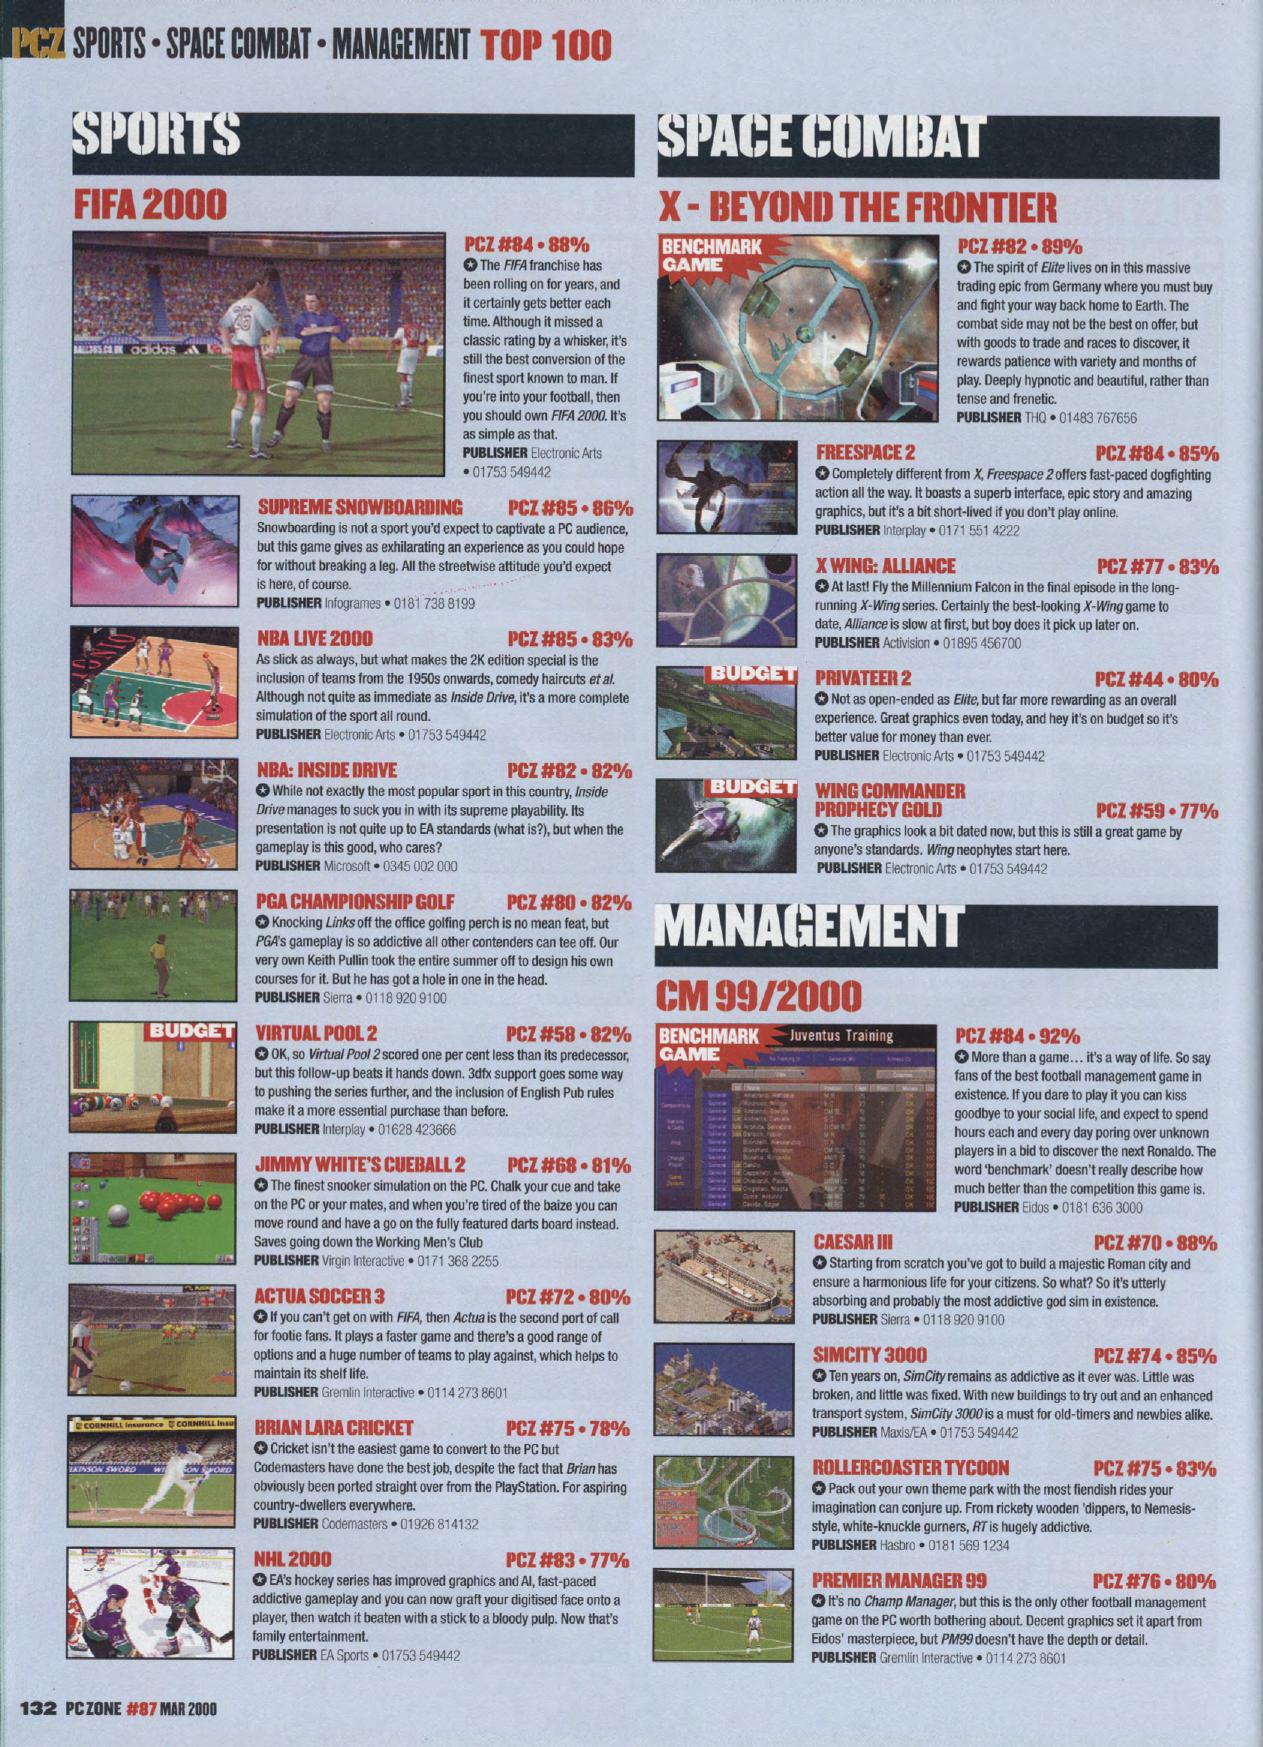 PCZ SPORTS • SPACE COMBAT • MANAGEMENT TOP 100
SPORTS
FIFA 2000
adidas
PCZ #84 • 88%
The FIFA franchise has
been rolling on for years, and
it certainly gets better each
time. Although it missed a
classic rating by a whisker, it's
still the best conversion of the
finest sport known to man. If
you're into your football, then
you should own FIFA 2000. It's
as simple as that.
PUBLISHER Electronic Arts
• 01753 549442
SUPREME SNOWBOARDING PCZ #85 • 86%
Snowboarding is not a sport you'd expect to captivate a PC audience,
but this game gives as exhilarating an experience as you could hope
for without breaking a leg. All the streetwise attitude you'd expect
is here, of course.
PUBLISHER Infogrames • 0181 738 8199
NBA LIVE 2000 PCZ #85 • 83%
As slick as always, but what makes the 2K edition special is the
inclusion of teams from the 1950s onwards, comedy haircuts et al.
Although not quite as immediate as Inside Drive, it's a more complete
simulation of the sport all round.
PUBLISHER Electronic Arts • 01753 549442
NBA: INSIDE DRIVE PCZ #82 • 82%
While not exactly the most popular sport in this country, Inside
Drive manages to suck you in with its supreme playability. Its
presentation is not quite up to EA standards (what is?), but when the
gameplay is this good, who cares?
PUBLISHER Microsoft • 0345 002 000
PGA CHAMPIONSHIP GOLF PCZ #80 • 82%
Knocking Links off the office golfing perch is no mean feat, but
PGA's gameplay is so addictive all other contenders can tee off. Our
very own Keith Pullin took the entire summer off to design his own
courses for it. But he has got a hole in one in the head.
PUBLISHER Sierra • 0118 920 9100
BUDGET
VIRTUAL POOL 2 PCZ #58 • 82%
OK, so Virtual Pool 2 scored one per cent less than its predecessor,
but this follow-up beats it hands down. 3dfx support goes some way
to pushing the series further, and the inclusion of English Pub rules
make it a more essential purchase than before.
PUBLISHER Interplay • 01628 423666
JIMMY WHITE'S CUEBALL 2 PCZ #68 • 81%
The finest snooker simulation on the PC. Chalk your cue and take
on the PC or your mates, and when you're tired of the baize you can
move round and have a go on the fully featured darts board instead.
Saves going down the Working Men's Club
PUBLISHER Virgin Interactive • 0171 368 2255
ACTUA SOCCER 3 PCZ #72 • 80%
If you can't get on with FIFA, then Actua is the second port of call
for footie fans. It plays a faster game and there's a good range of
options and a huge number of teams to play against, which helps to
maintain its shelf life.
PUBLISHER Gremlin Interactive • 0114 273 8601
CORNHILL Insurance CORNHILL Insu
LKINSON SWORD
BRIAN LARA CRICKET PCZ #75 • 78%
Cricket isn't the easiest game to convert to the PC but
Codemasters have done the best job, despite the fact that Brian has
obviously been ported straight over from the PlayStation. For aspiring
country-dwellers everywhere.
PUBLISHER Codemasters • 01926 814132
NHL 2000 PCZ #83 • 77%
EA's hockey series has improved graphics and AI, fast-paced
addictive gameplay and you can now graft your digitised face onto a
player, then watch it beaten with a stick to a bloody pulp. Now that's
family entertainment.
PUBLISHER EA Sports • 01753 549442
SPACE COMBAT
X - BEYOND THE FRONTIER
BENCHMARK
GAME
PCZ #82 • 89%
The spirit of Elite lives on in this massive
trading epic from Germany where you must buy
and fight your way back home to Earth. The
combat side may not be the best on offer, but
with goods to trade and races to discover, it
rewards patience with variety and months of
play. Deeply hypnotic and beautiful, rather than
tense and frenetic.
PUBLISHER THQ • 01483 767656
FREESPACE 2 PCZ #84 • 85%
Completely different from X, Freespace 2 offers fast-paced dogfighting
action all the way. It boasts a superb interface, epic story and amazing
graphics, but it's a bit short-lived if you don't play online.
PUBLISHER Interplay • 0171 551 4222
X WING: ALLIANCE PCZ #77 • 83%
At last! Fly the Millennium Falcon in the final episode in the long-
running X-Wing series. Certainly the best-looking X-Wing game to
date, Alliance is slow at first, but boy does it pick up later on.
PUBLISHER Activision • 01895 456700
BUDGET
PRIVATEER 2 PCZ #44 • 80%
Not as open-ended as Elite, but far more rewarding as an overall
experience. Great graphics even today, and hey it's on budget so it's
better value for money than ever.
PUBLISHER Electronic Arts • 01753 549442
BUDGET
WING COMMANDER
PROPHECY GOLD PCZ #59 • 77%
The graphics look a bit dated now, but this is still a great game by
anyone's standards. Wing neophytes start here.
PUBLISHER Electronic Arts • 01753 549442
MANAGEMENT
CM 99/2000
BENCHMARK
GAME
Juventus Training
PCZ #84 • 92%
More than a game... it's a way of life. So say
fans of the best football management game in
existence. If you dare to play it you can kiss
goodbye to your social life, and expect to spend
hours each and every day poring over unknown
players in a bid to discover the next Ronaldo. The
word 'benchmark' doesn't really describe how
much better than the competition this game is.
PUBLISHER Eidos • 0181 636 3000
CAESAR III PCZ #70 • 88%
Starting from scratch you've got to build a majestic Roman city and
ensure a harmonious life for your citizens. So what? So it's utterly
absorbing and probably the most addictive god sim in existence.
PUBLISHER Sierra • 0118 920 9100
SIMCITY 3000 PCZ #74 • 85%
Ten years on, SimCity remains as addictive as it ever was. Little was
broken, and little was fixed. With new buildings to try out and an enhanced
transport system, SimCity 3000 is a must for old-timers and newbies alike.
PUBLISHER Maxis/EA • 01753 549442
ROLLERCOASTER TYCOON PCZ #75 • 83%
Pack out your own theme park with the most fiendish rides your
imagination can conjure up. From rickety wooden 'dippers, to Nemesis-
style, white-knuckle gurners, RT is hugely addictive.
PUBLISHER Hasbro • 0181 569 1234
PREMIER MANAGER 99 PCZ #76 • 80%
It's no Champ Manager, but this is the only other football management
game on the PC worth bothering about. Decent graphics set it apart from
Eidos' masterpiece, but PM99 doesn't have the depth or detail.
PUBLISHER Gremlin Interactive • 0114 273 8601
132 PC ZONE #87 MAR 2000